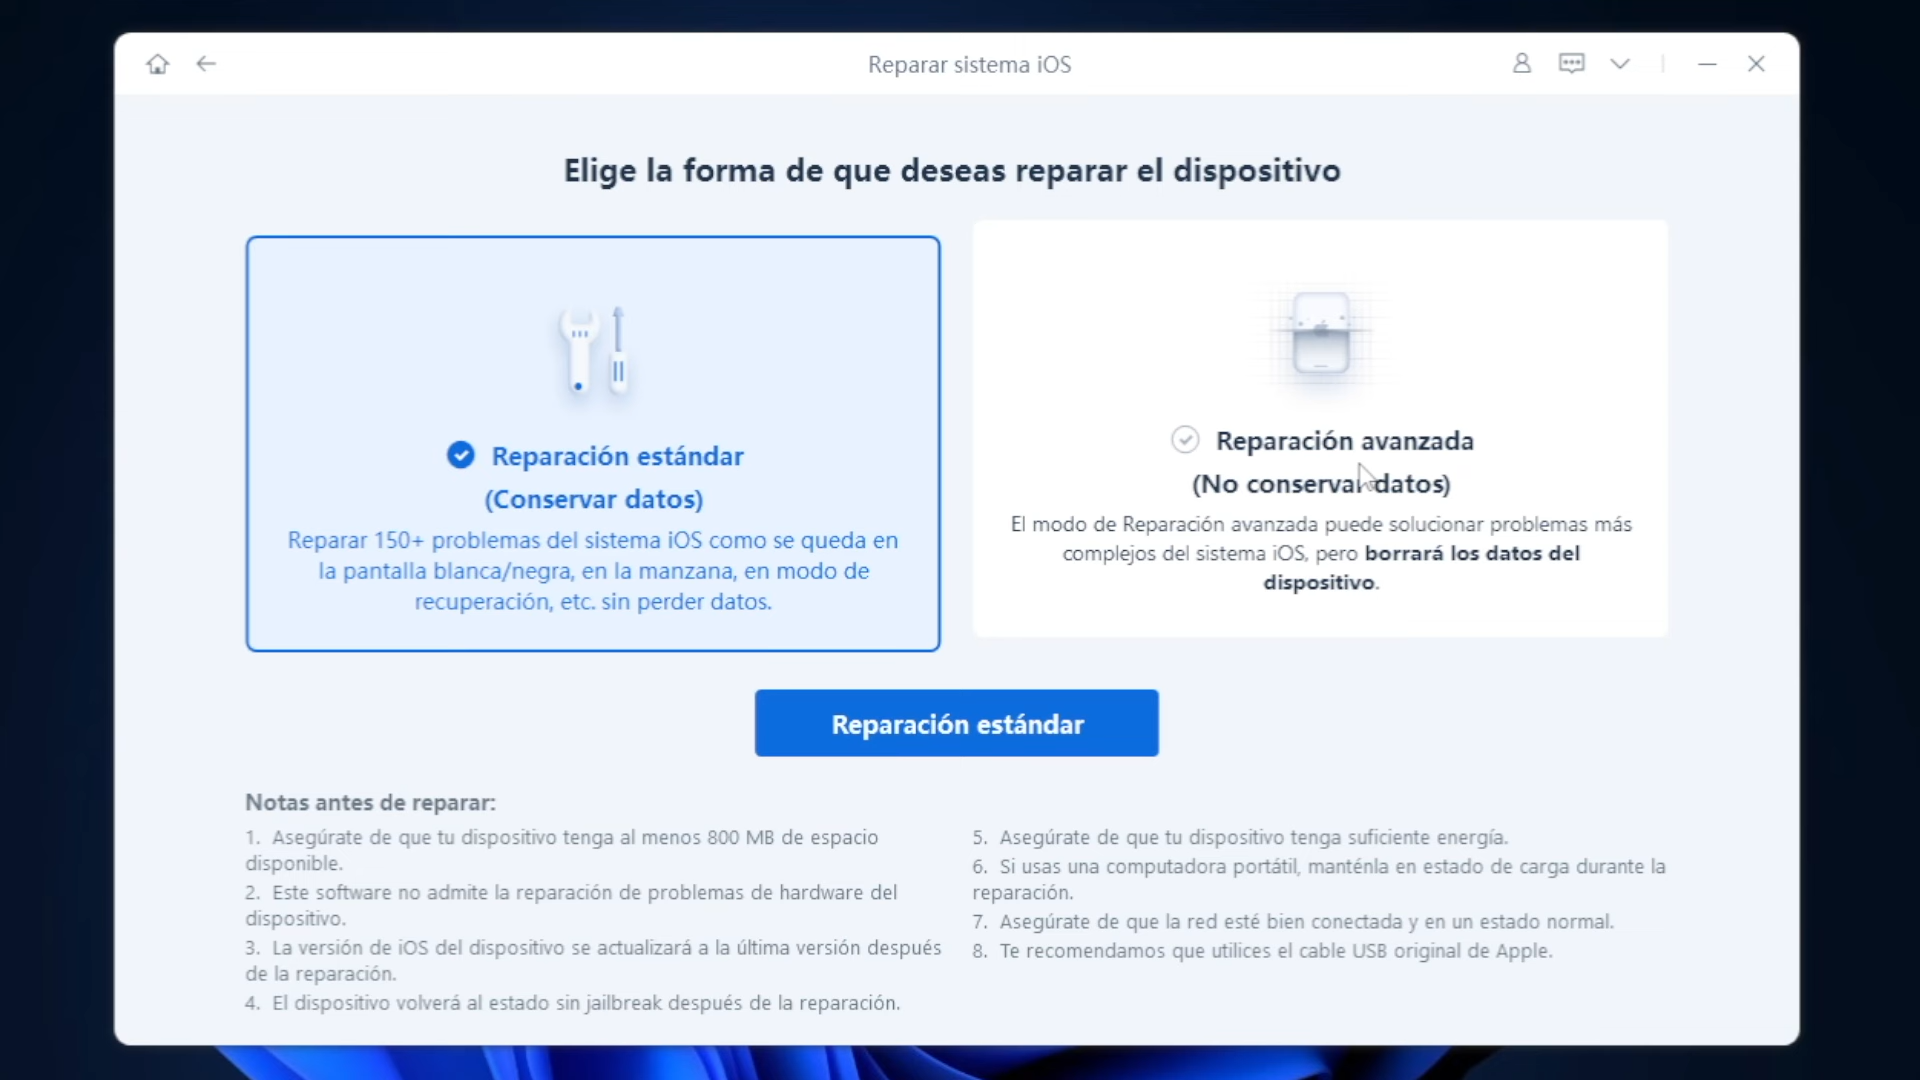 Reparar sistema iOS
Elige la forma de que deseas reparar el dispositivo
Reparación estándar
(Conservar datos)
Reparar 150+ problemas del sistema iOS como se queda en
la pantalla blanca/negra, en la manzana, en modo de
recuperación, etc. sin perder datos.
Reparación avanzada
(No conservar datos)
El modo de Reparación avanzada puede solucionar problemas más
complejos del sistema iOS, pero borrará los datos del
dispositivo.
Reparación estándar
Notas antes de reparar:
1. Asegúrate de que tu dispositivo tenga al menos 800 MB de espacio
disponible.
2. Este software no admite la reparación de problemas de hardware del
dispositivo.
3. La versión de iOS del dispositivo se actualizará a la última versión después
de la reparación.
4. El dispositivo volverá al estado sin jailbreak después de la reparación.
5. Asegúrate de que tu dispositivo tenga suficiente energía.
6. Si usas una computadora portátil, manténla en estado de carga durante la
reparación.
7. Asegúrate de que la red esté bien conectada y en un estado normal.
8. Te recomendamos que utilices el cable USB original de Apple.